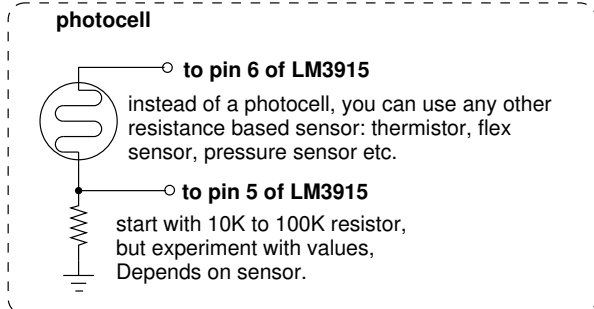 photocell
to pin 6 of LM3915
instead of a photocell, you can use any other
resistance based sensor: thermistor, flex
sensor, pressure sensor etc.
to pin 5 of LM3915
start with 10K to 100K resistor,
but experiment with values,
Depends on sensor.